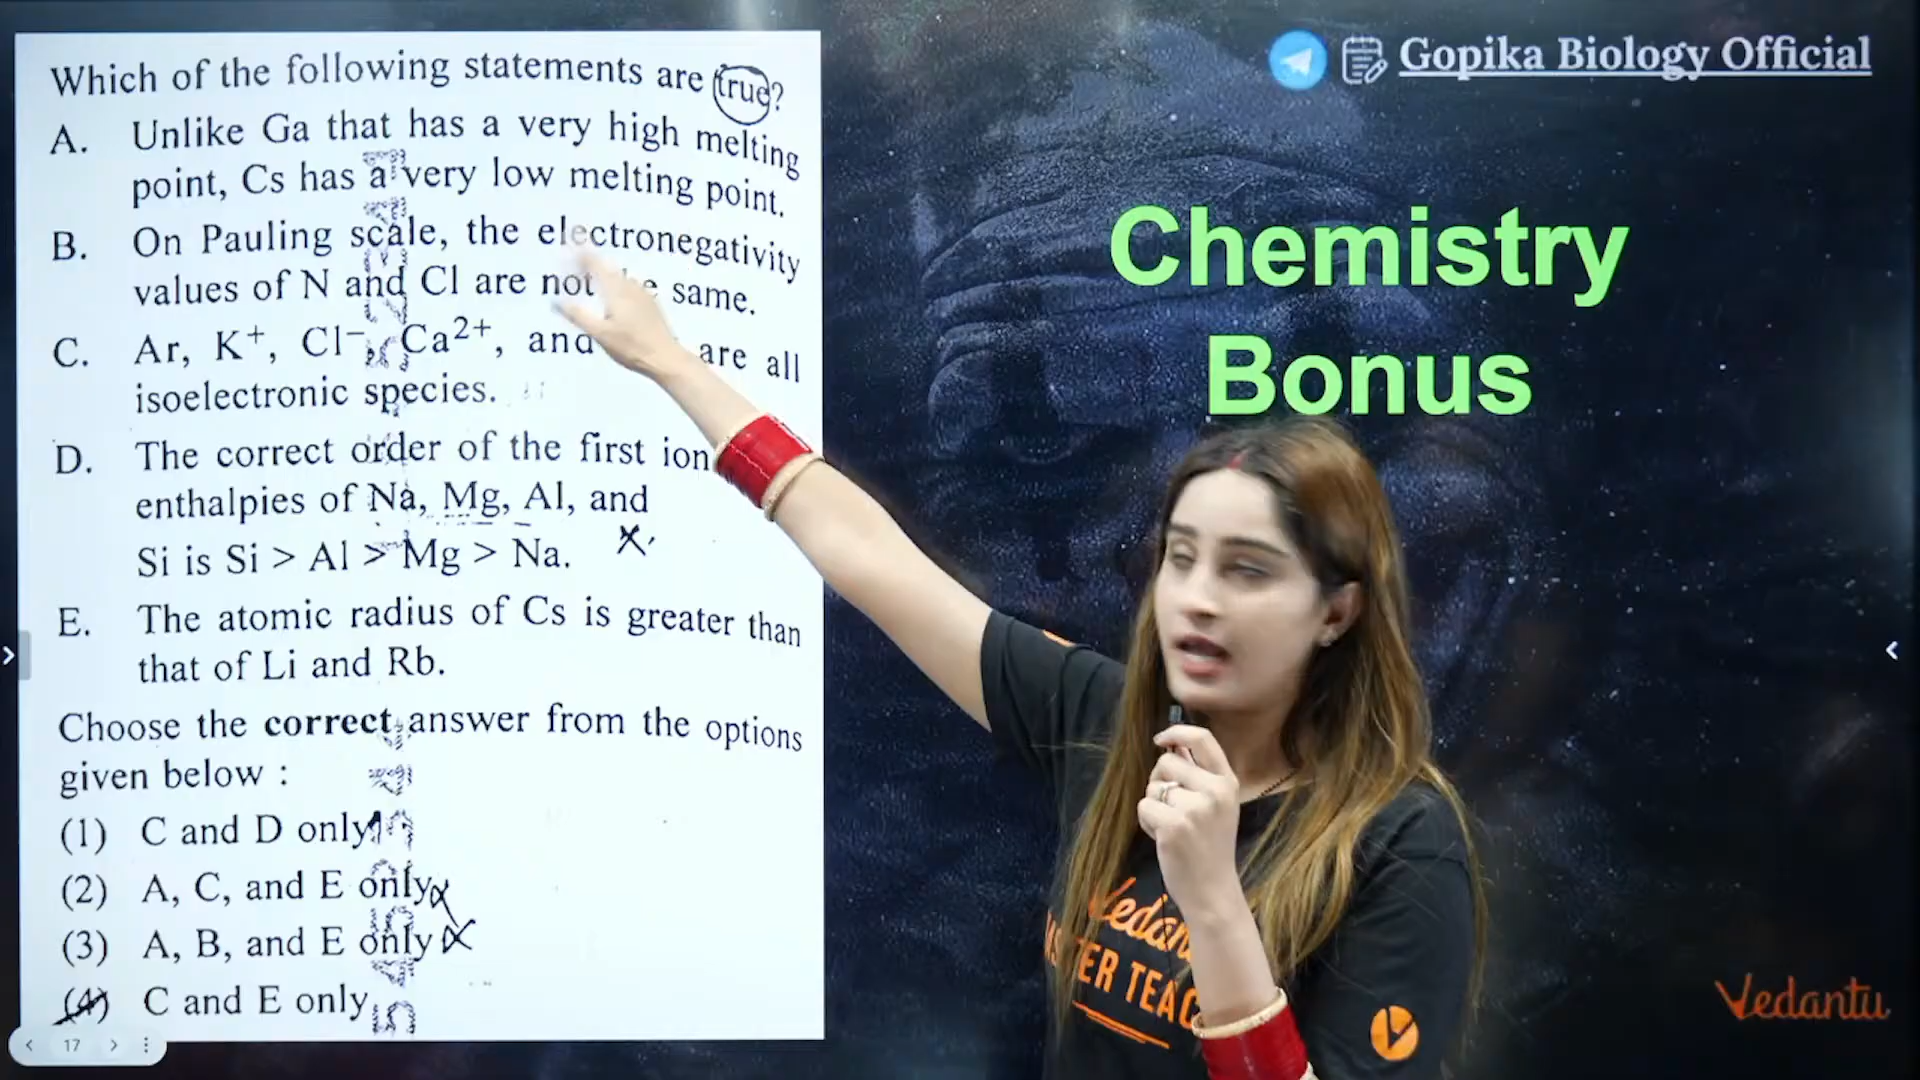 Which of the following statements are true?
A. Unlike Ga that has a very high melting
point, Cs has a very low melting point.
B. On Pauling scale, the electronegativity
values of N and Cl are not same.
C. Ar, K⁺, Cl⁻, Ca²⁺, and are all
isoelectronic species.
D. The correct order of the first ion
enthalpies of Na, Mg, Al, and
Si is Si > Al > Mg > Na.
E. The atomic radius of Cs is greater than
that of Li and Rb.
Choose the correct answer from the options
given below :
(1) C and D only
(2) A, C, and E only
(3) A, B, and E only
(4) C and E only
17
Gopika Biology Official
Chemistry
Bonus
Vedantu